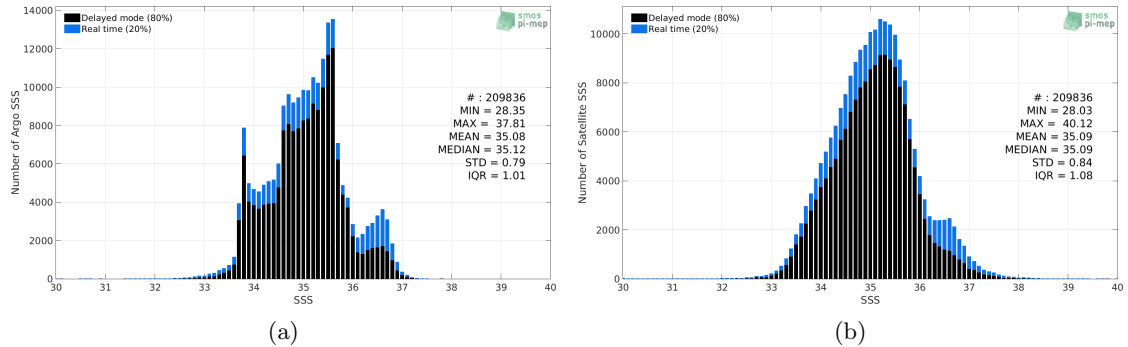 Delayed mode (80%)
Real time (20%)
smos
pi-mep
14000
12000
10000
8000
6000
4000
2000
0
Number of Argo SSS
# : 209836
MIN = 28.35
MAX = 37.81
MEAN = 35.08
MEDIAN = 35.12
STD = 0.79
IQR = 1.01
30 31 32 33 34 35 36 37 38 39 40
SSS
(a)
Delayed mode (80%)
Real time (20%)
smos
pi-mep
10000
8000
6000
4000
2000
0
Number of Satellite SSS
# : 209836
MIN = 28.03
MAX = 40.12
MEAN = 35.09
MEDIAN = 35.09
STD = 0.84
IQR = 1.08
30 31 32 33 34 35 36 37 38 39 40
SSS
(b)